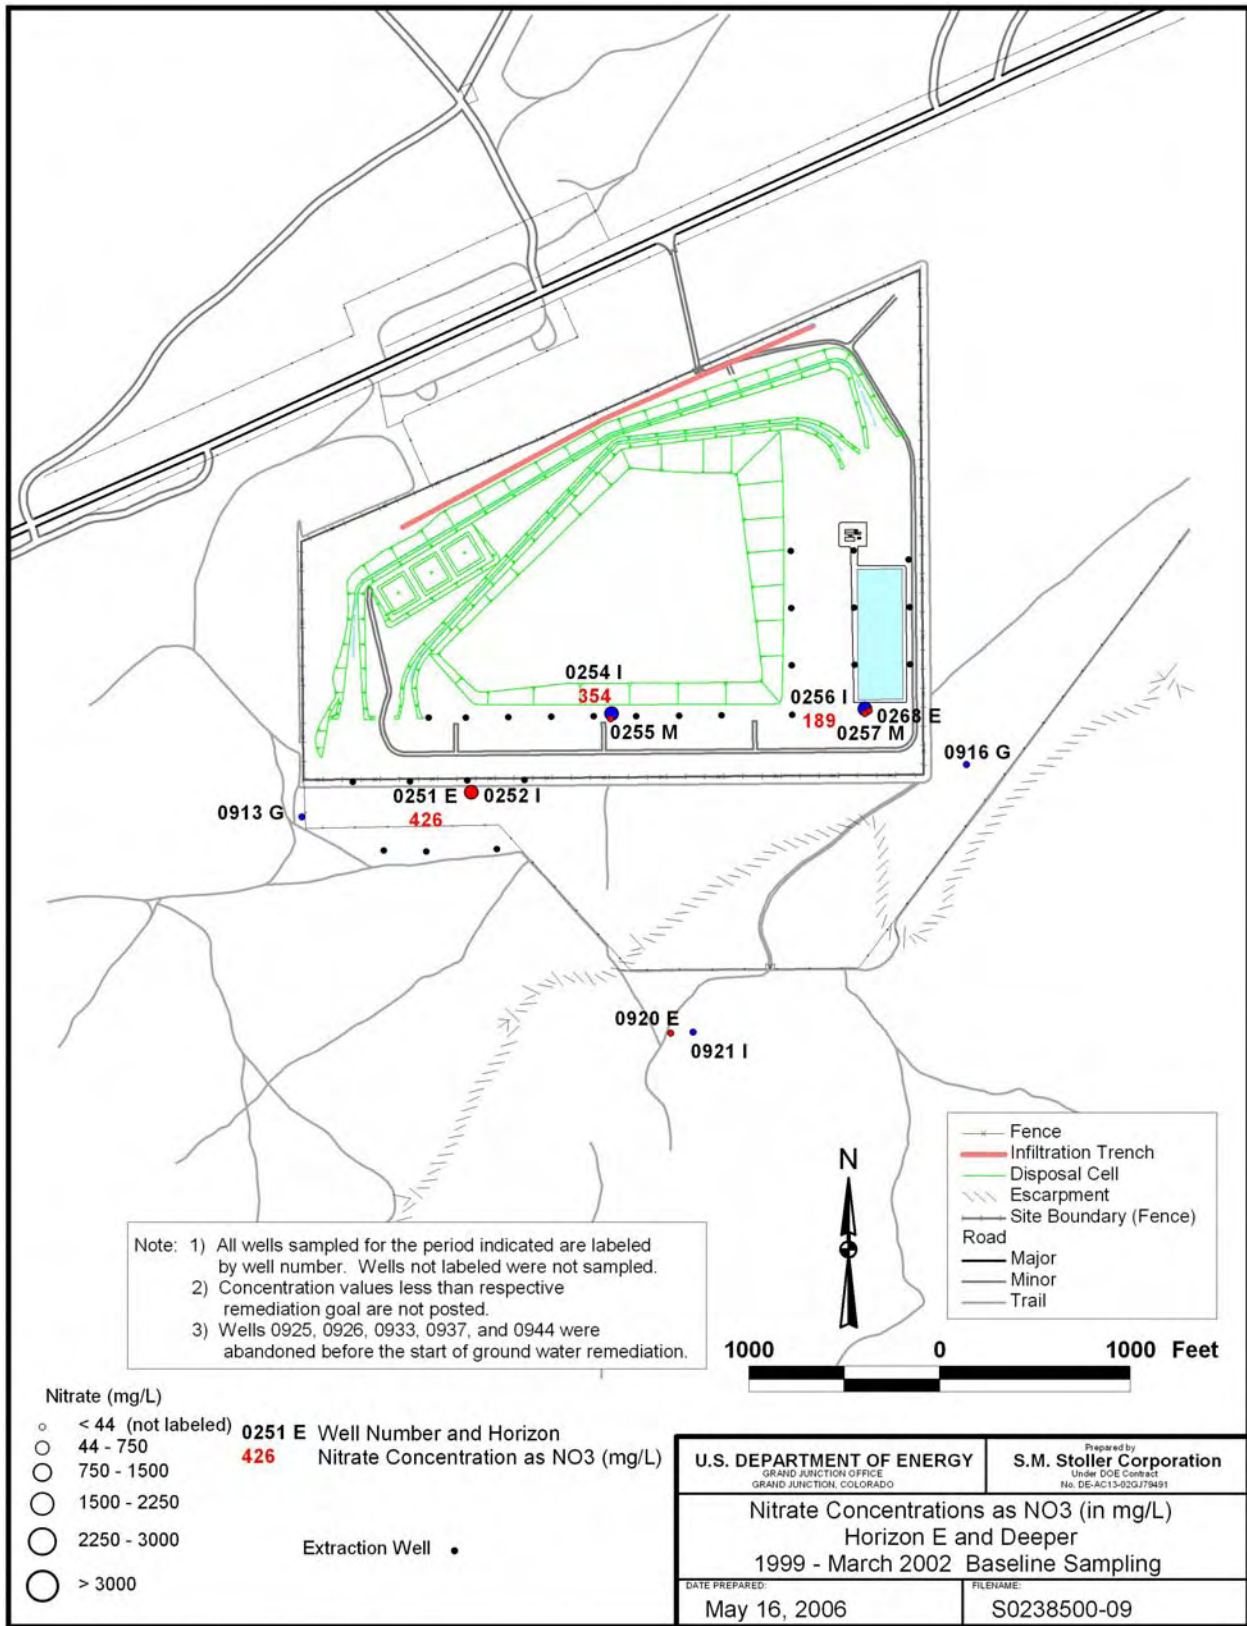 0254 I
354
0255 M
0256 I
189
0268 E
0257 M
0916 G
0251 E
0252 I
426
0913 G
0920 E
0921 I
Fence
Infiltration Trench
Disposal Cell
Escarpment
Site Boundary (Fence)
Road
Major
Minor
Trail
N
1000 0 1000 Feet
Note: 1) All wells sampled for the period indicated are labeled
by well number. Wells not labeled were not sampled.
2) Concentration values less than respective
remediation goal are not posted.
3) Wells 0925, 0926, 0933, 0937, and 0944 were
abandoned before the start of ground water remediation.
Nitrate (mg/L)
< 44 (not labeled)
44 - 750
750 - 1500
1500 - 2250
2250 - 3000
> 3000
0251 E Well Number and Horizon
426 Nitrate Concentration as NO3 (mg/L)
Extraction Well
U.S. DEPARTMENT OF ENERGY
GRAND JUNCTION OFFICE
GRAND JUNCTION, COLORADO
Prepared by
S.M. Stoller Corporation
Under DOE Contract
No. DE-AC13-02GJ79491
Nitrate Concentrations as NO3 (in mg/L)
Horizon E and Deeper
1999 - March 2002 Baseline Sampling
DATE PREPARED:
May 16, 2006
FILENAME:
S0238500-09